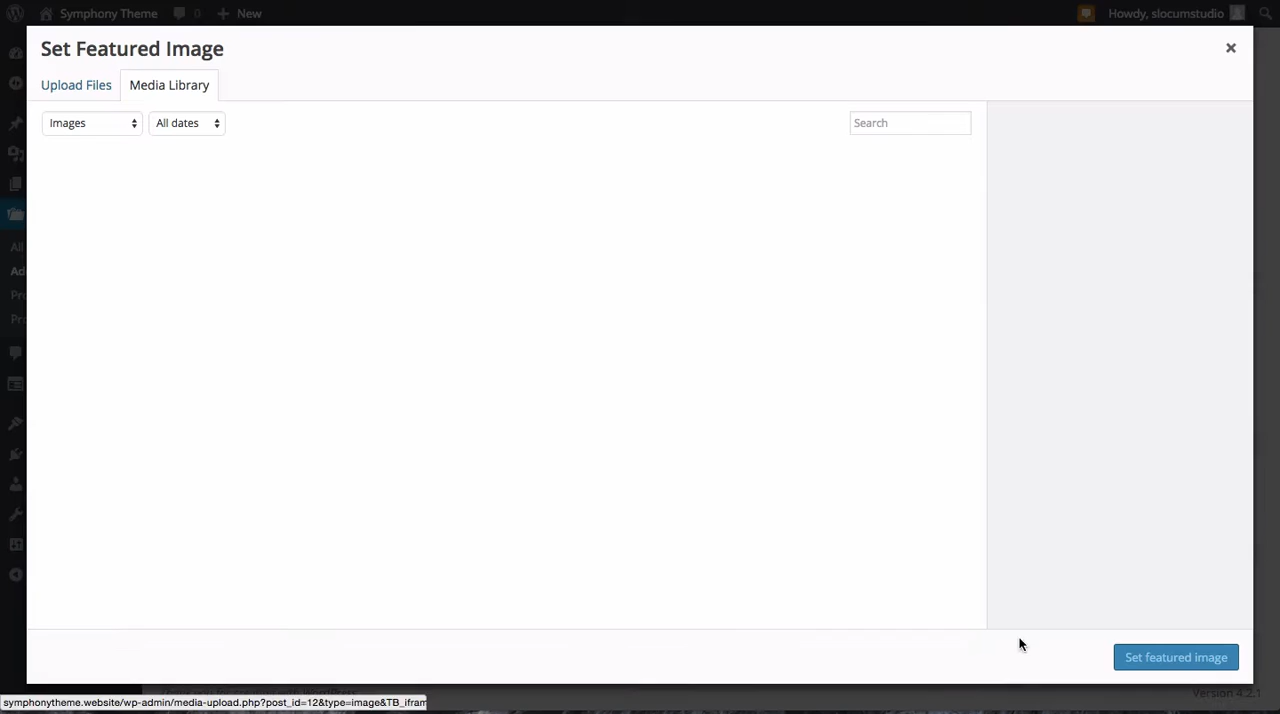 Symphony Theme 0 + New Howdy, slocumstudio
Set Featured Image
Upload Files Media Library
Images All dates Search
All
Ad
Pr
Pr
Set featured image
Version 4.2.1
symphonytheme.website/wp-admin/media-upload.php?post_id=12&type=image&TB_ifram